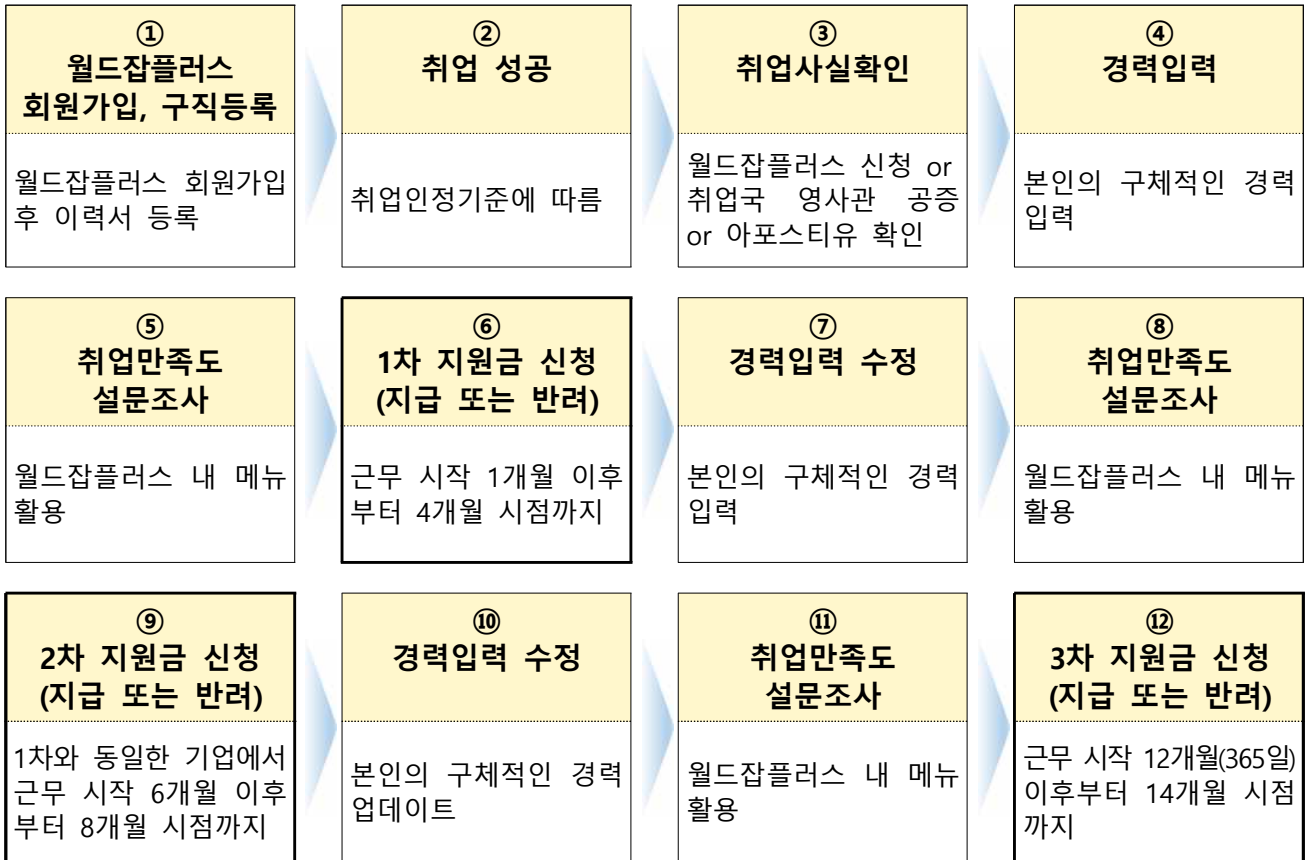 ①
월드잡플러스
회원가입, 구직등록
월드잡플러스 회원가입
후 이력서 등록
②
취업 성공
취업인정기준에 따름
③
취업사실확인
월드잡플러스 신청 or
취업국 영사관 공증
or 아포스티유 확인
④
경력입력
본인의 구체적인 경력
입력
⑤
취업만족도
설문조사
월드잡플러스 내 메뉴
활용
⑥
1차 지원금 신청
(지급 또는 반려)
근무 시작 1개월 이후
부터 4개월 시점까지
⑦
경력입력 수정
본인의 구체적인 경력
입력
⑧
취업만족도
설문조사
월드잡플러스 내 메뉴
활용
⑨
2차 지원금 신청
(지급 또는 반려)
1차와 동일한 기업에서
근무 시작 6개월 이후
부터 8개월 시점까지
⑩
경력입력 수정
본인의 구체적인 경력
업데이트
⑪
취업만족도
설문조사
월드잡플러스 내 메뉴
활용
⑫
3차 지원금 신청
(지급 또는 반려)
근무 시작 12개월(365일)
이후부터 14개월 시점
까지